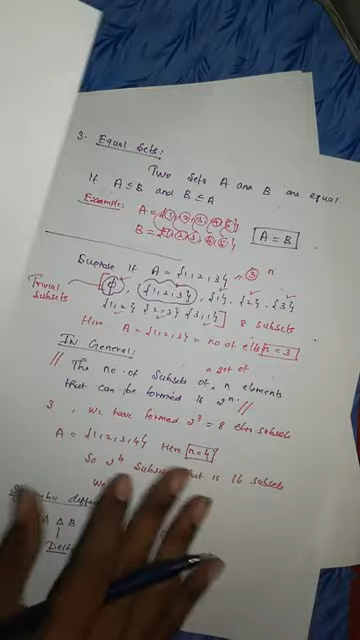 3. Equal Sets:
Two Sets A and B are equal
If A ⊆ B and B ⊆ A
Example: A = {1, 3, 2, 4, 5}
B = {1, 2, 3, 4, 5}
A = B
Suppose if A = {1, 2, 3} → 3 n
Trivial Subsets
ϕ, {1, 2, 3}, {1}, {2}, {3}
{1, 2} {2, 3} {3, 1} 8 subsets
Here A = {1, 2, 3} = no of elts n = 3
IN General:
// The no of subsets of a set of n elements
that can be formed is 2ⁿ. //
3, We have formed 2³ = 8 subsets
A = {1, 2, 3, 4} Here n = 4
So 2⁴ Subsets that is 16 subsets
We
A Δ B